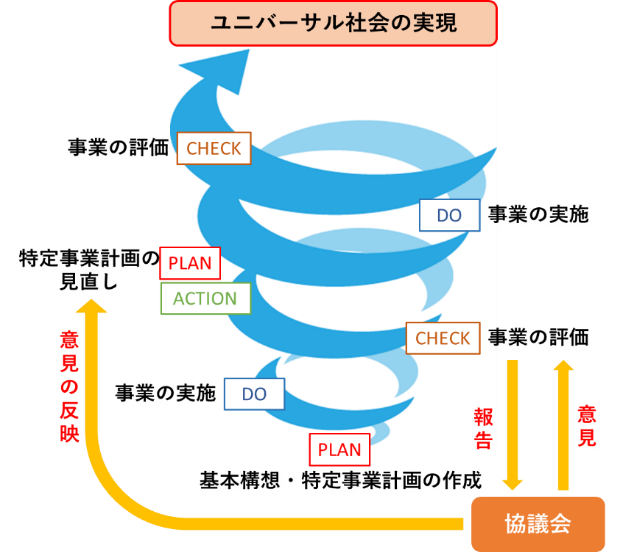 ユニバーサル社会の実現
事業の評価
CHECK
DO
事業の実施
特定事業計画の
見直し
PLAN
ACTION
CHECK
事業の評価
意見の反映
事業の実施
DO
報告
意見
PLAN
基本構想・特定事業計画の作成
協議会